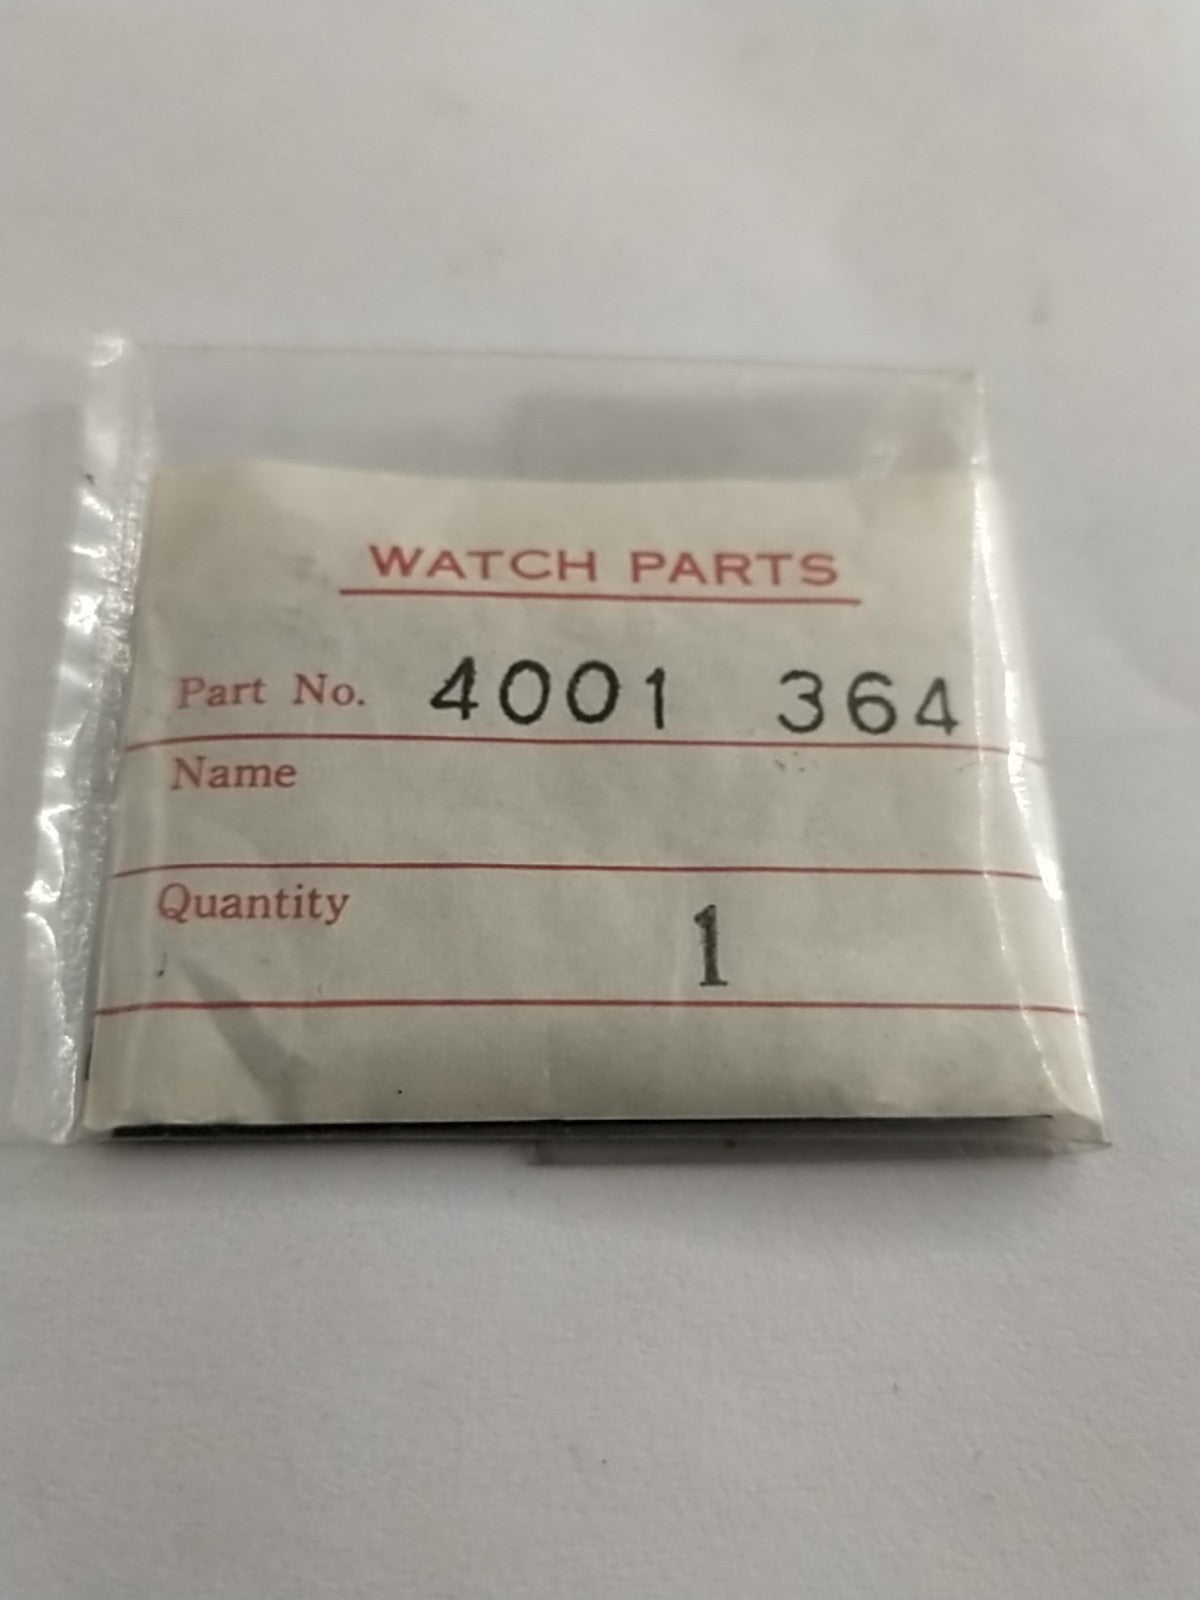 WATCH PARTS
Part No. 4001 364
Name
Quantity 1